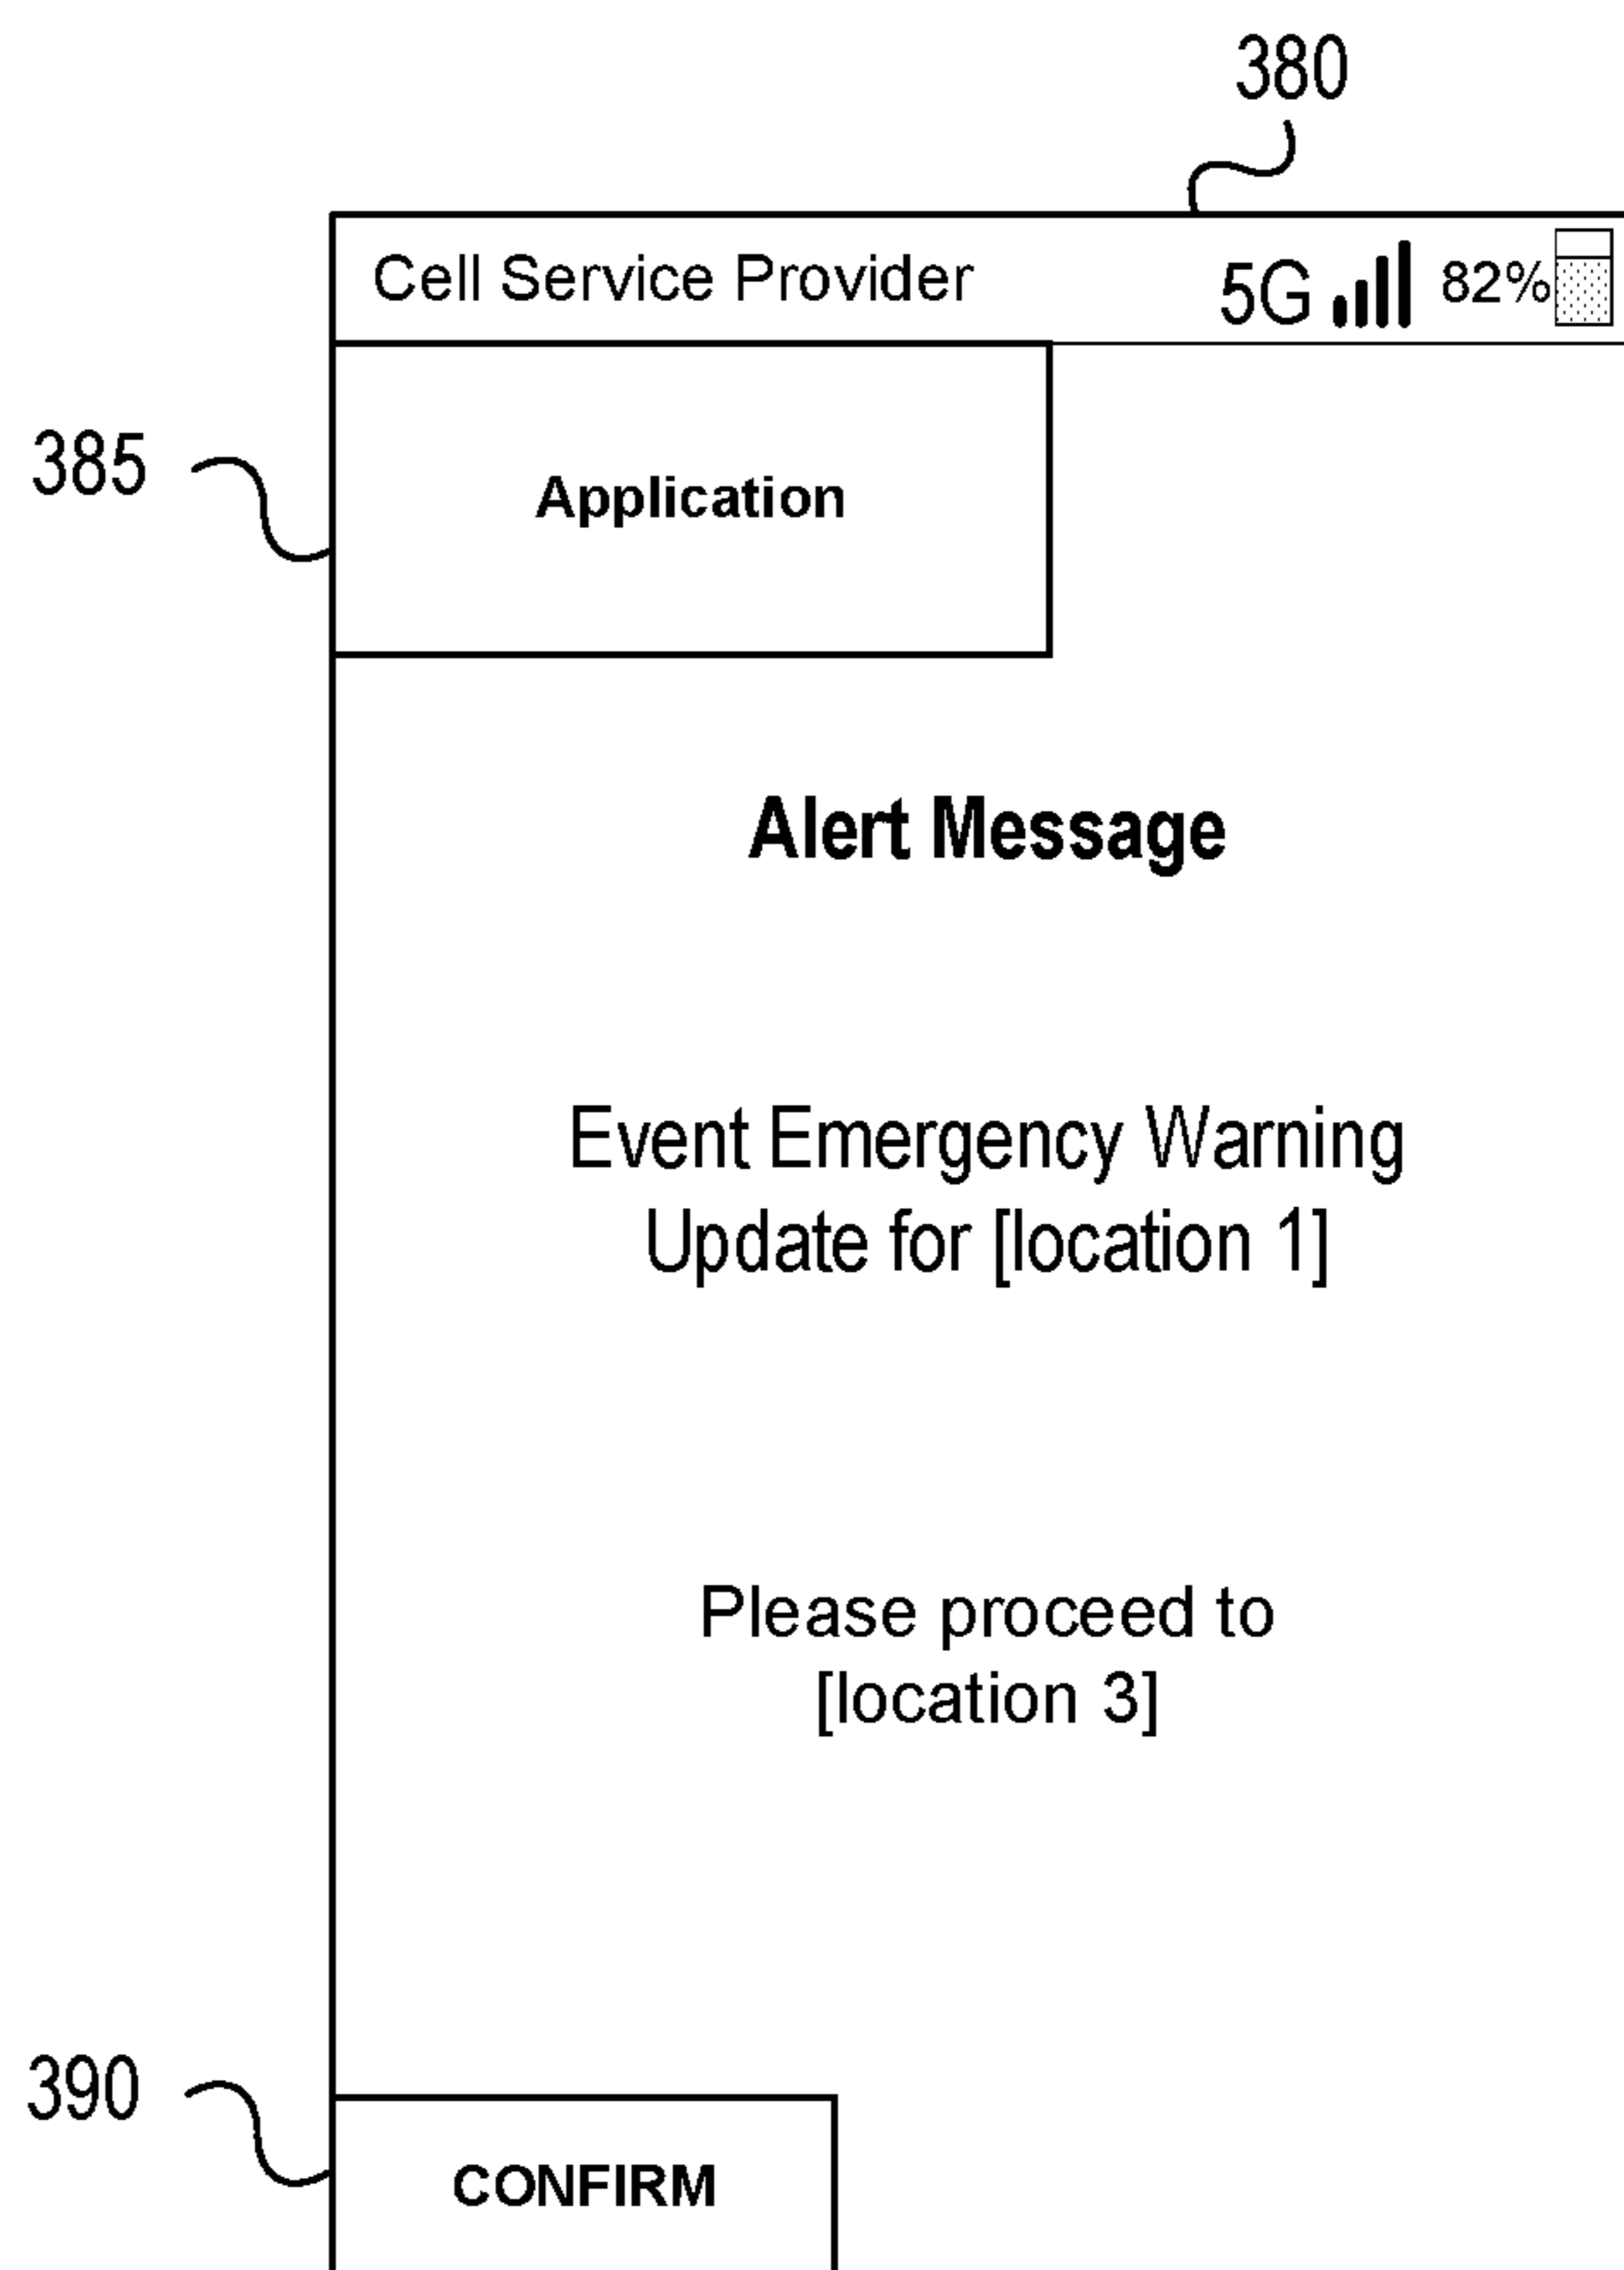 380
Cell Service Provider 5G 82%
385
Application
Alert Message
Event Emergency Warning
Update for [location 1]
Please proceed to
[location 3]
390
CONFIRM